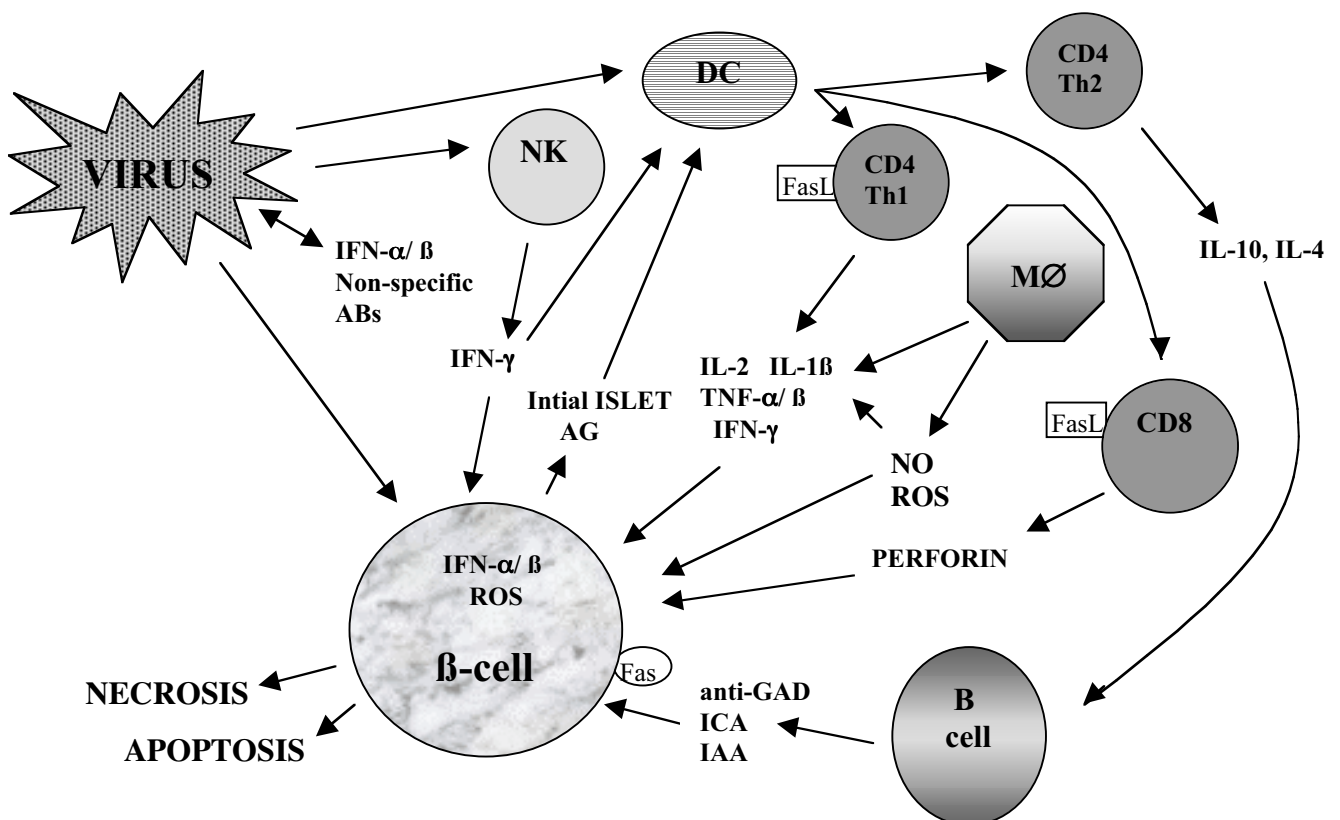 DC
CD4
Th2
VIRUS
NK
FasL
CD4
Th1
IFN-α/ ß
Non-specific
ABs
IL-10, IL-4
MØ
IFN-γ
IL-2 IL-1ß
TNF-α/ ß
IFN-γ
Intial ISLET
AG
FasL
CD8
NO
ROS
PERFORIN
IFN-α/ ß
ROS
ß-cell
Fas
NECROSIS
APOPTOSIS
anti-GAD
ICA
IAA
B
cell